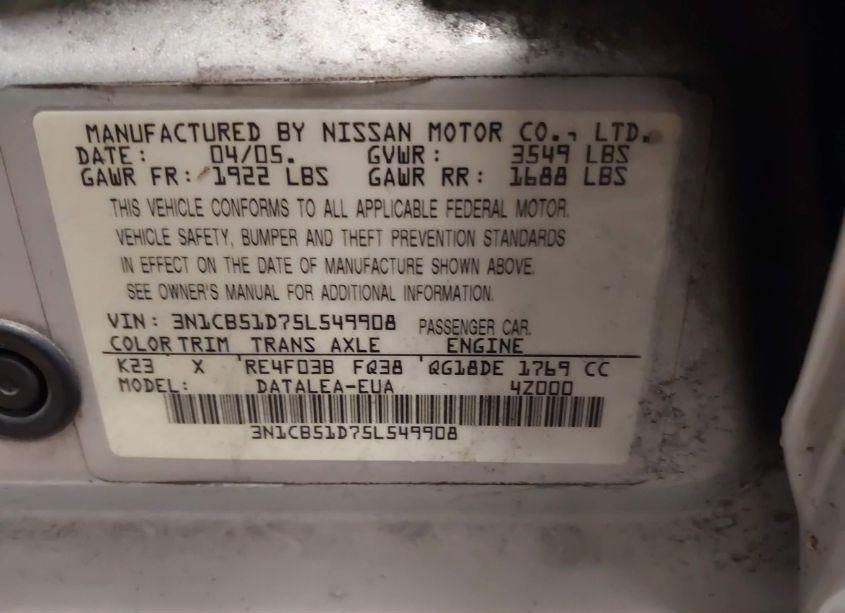 MANUFACTURED BY NISSAN MOTOR CO., LTD.
DATE: 04/05. GVWR: 3549 LBS
GAWR FR: 1922 LBS GAWR RR: 1688 LBS
THIS VEHICLE CONFORMS TO ALL APPLICABLE FEDERAL MOTOR.
VEHICLE SAFETY, BUMPER AND THEFT PREVENTION STANDARDS
IN EFFECT ON THE DATE OF MANUFACTURE SHOWN ABOVE.
SEE OWNER'S MANUAL FOR ADDITIONAL INFORMATION.
VIN: 3N1CB51D75L549908 PASSENGER CAR.
COLOR TRIM TRANS AXLE ENGINE
K23 X RE4F03B FQ38 QG18DE 1769 CC
MODEL: DATALEA-EUA 4Z000
3N1CB51D75L549908